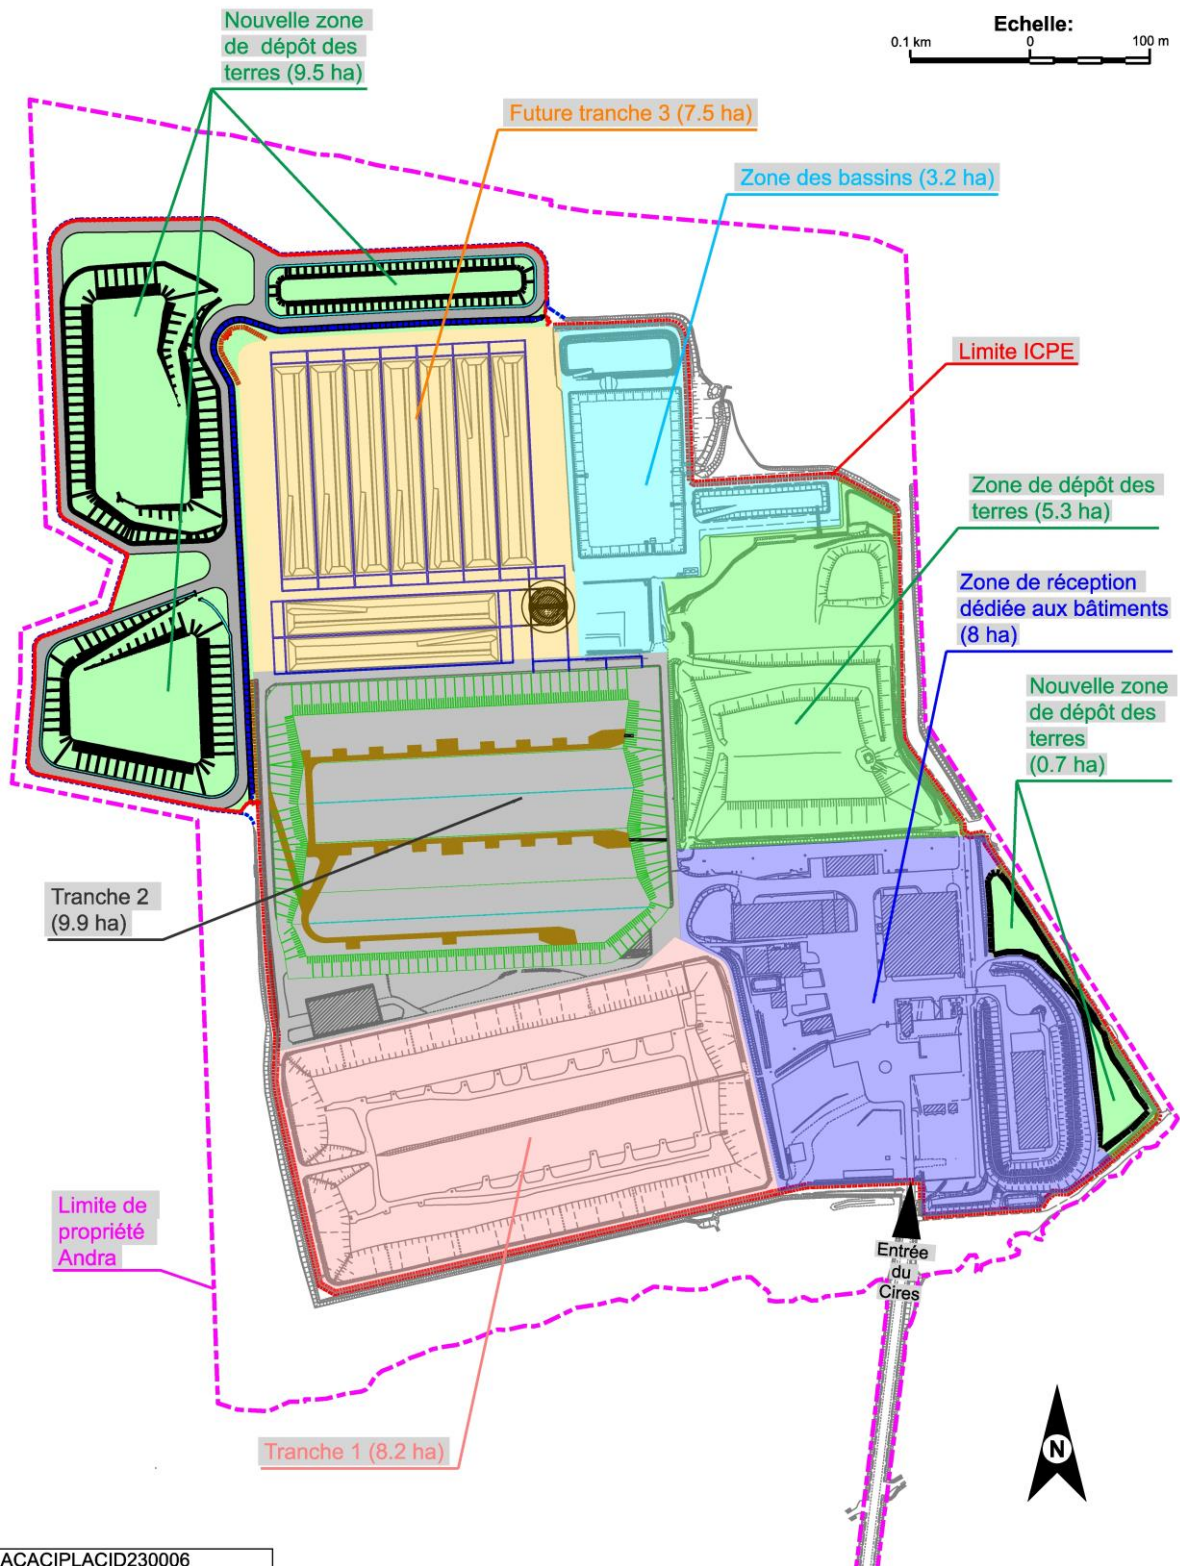 Nouvelle zone
de dépôt des
terres (9.5 ha)
Echelle:
0.1 km
0
100 m
Future tranche 3 (7.5 ha)
Zone des bassins (3.2 ha)
Limite ICPE
Zone de dépôt des
terres (5.3 ha)
Zone de réception
dédiée aux bâtiments
(8 ha)
Nouvelle zone
de dépôt des
terres
(0.7 ha)
Tranche 2
(9.9 ha)
Limite de
propriété
Andra
Entrée
du
Cires
Tranche 1 (8.2 ha)
N
ACACIPLACID230006